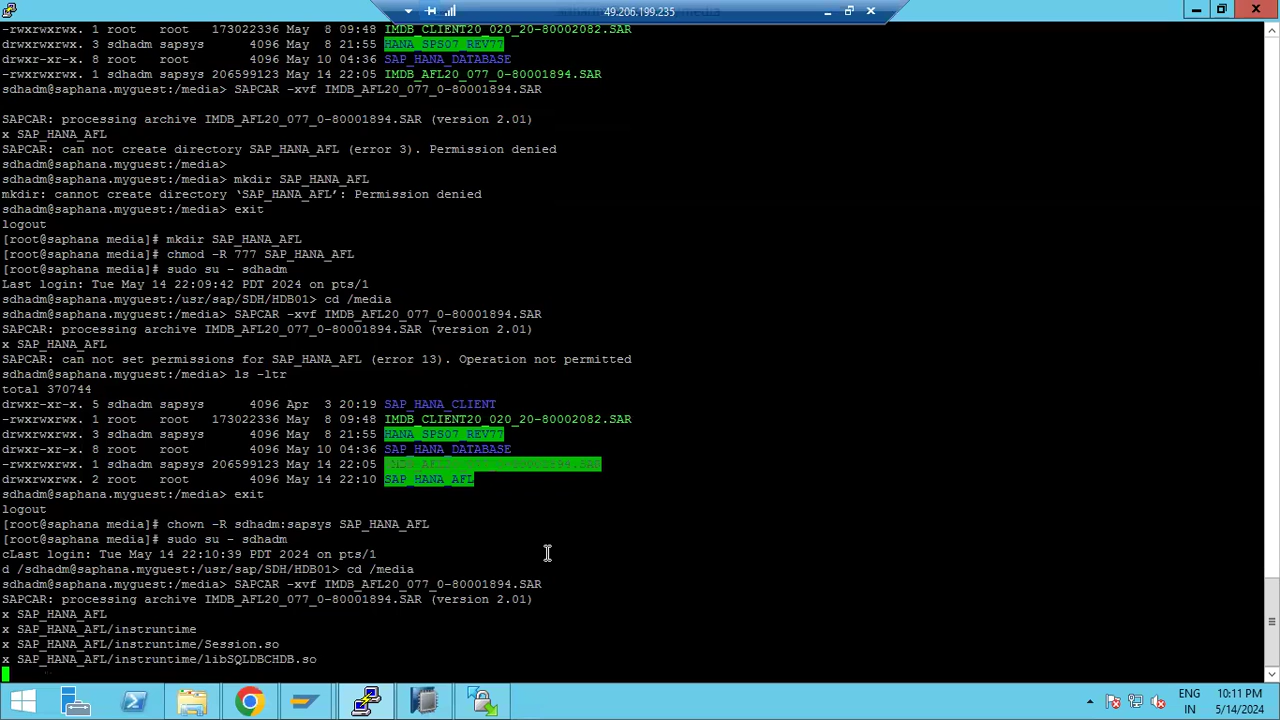 49.206.199.235
-rwxrwxrwx. 1 root   root   173022336 May  8 09:48 IMDB_CLIENT20_020_20-80002082.SAR
drwxrwxrwx. 3 sdhadm sapsys      4096 May  8 21:55 HANA_SPS07_REV77
drwxr-xr-x. 8 root   root        4096 May 10 04:36 SAP_HANA_DATABASE
-rwxrwxrwx. 1 sdhadm sapsys 206599123 May 14 22:05 IMDB_AFL20_077_0-80001894.SAR
sdhadm@saphana.myguest:/media> SAPCAR -xvf IMDB_AFL20_077_0-80001894.SAR
SAPCAR: processing archive IMDB_AFL20_077_0-80001894.SAR (version 2.01)
x SAP_HANA_AFL
SAPCAR: can not create directory SAP_HANA_AFL (error 3). Permission denied
sdhadm@saphana.myguest:/media>
sdhadm@saphana.myguest:/media> mkdir SAP_HANA_AFL
mkdir: cannot create directory ‘SAP_HANA_AFL’: Permission denied
sdhadm@saphana.myguest:/media> exit
logout
[root@saphana media]# mkdir SAP_HANA_AFL
[root@saphana media]# chmod -R 777 SAP_HANA_AFL
[root@saphana media]# sudo su - sdhadm
Last login: Tue May 14 22:09:42 PDT 2024 on pts/1
sdhadm@saphana.myguest:/usr/sap/SDH/HDB01> cd /media
sdhadm@saphana.myguest:/media> SAPCAR -xvf IMDB_AFL20_077_0-80001894.SAR
SAPCAR: processing archive IMDB_AFL20_077_0-80001894.SAR (version 2.01)
x SAP_HANA_AFL
SAPCAR: can not set permissions for SAP_HANA_AFL (error 13). Operation not permitted
sdhadm@saphana.myguest:/media> ls -ltr
total 370744
drwxr-xr-x. 5 sdhadm sapsys      4096 Apr  3 20:19 SAP_HANA_CLIENT
-rwxrwxrwx. 1 root   root   173022336 May  8 09:48 IMDB_CLIENT20_020_20-80002082.SAR
drwxrwxrwx. 3 sdhadm sapsys      4096 May  8 21:55 HANA_SPS07_REV77
drwxr-xr-x. 8 root   root        4096 May 10 04:36 SAP_HANA_DATABASE
-rwxrwxrwx. 1 sdhadm sapsys 206599123 May 14 22:05
drwxrwxrwx. 2 root   root        4096 May 14 22:10 SAP_HANA_AFL
sdhadm@saphana.myguest:/media> exit
logout
[root@saphana media]# chown -R sdhadm:sapsys SAP_HANA_AFL
[root@saphana media]# sudo su - sdhadm
cLast login: Tue May 14 22:10:39 PDT 2024 on pts/1
d /sdhadm@saphana.myguest:/usr/sap/SDH/HDB01> cd /media
sdhadm@saphana.myguest:/media> SAPCAR -xvf IMDB_AFL20_077_0-80001894.SAR
SAPCAR: processing archive IMDB_AFL20_077_0-80001894.SAR (version 2.01)
x SAP_HANA_AFL
x SAP_HANA_AFL/instruntime
x SAP_HANA_AFL/instruntime/Session.so
x SAP_HANA_AFL/instruntime/libSQLDBCHDB.so
ENG
IN
10:11 PM
5/14/2024